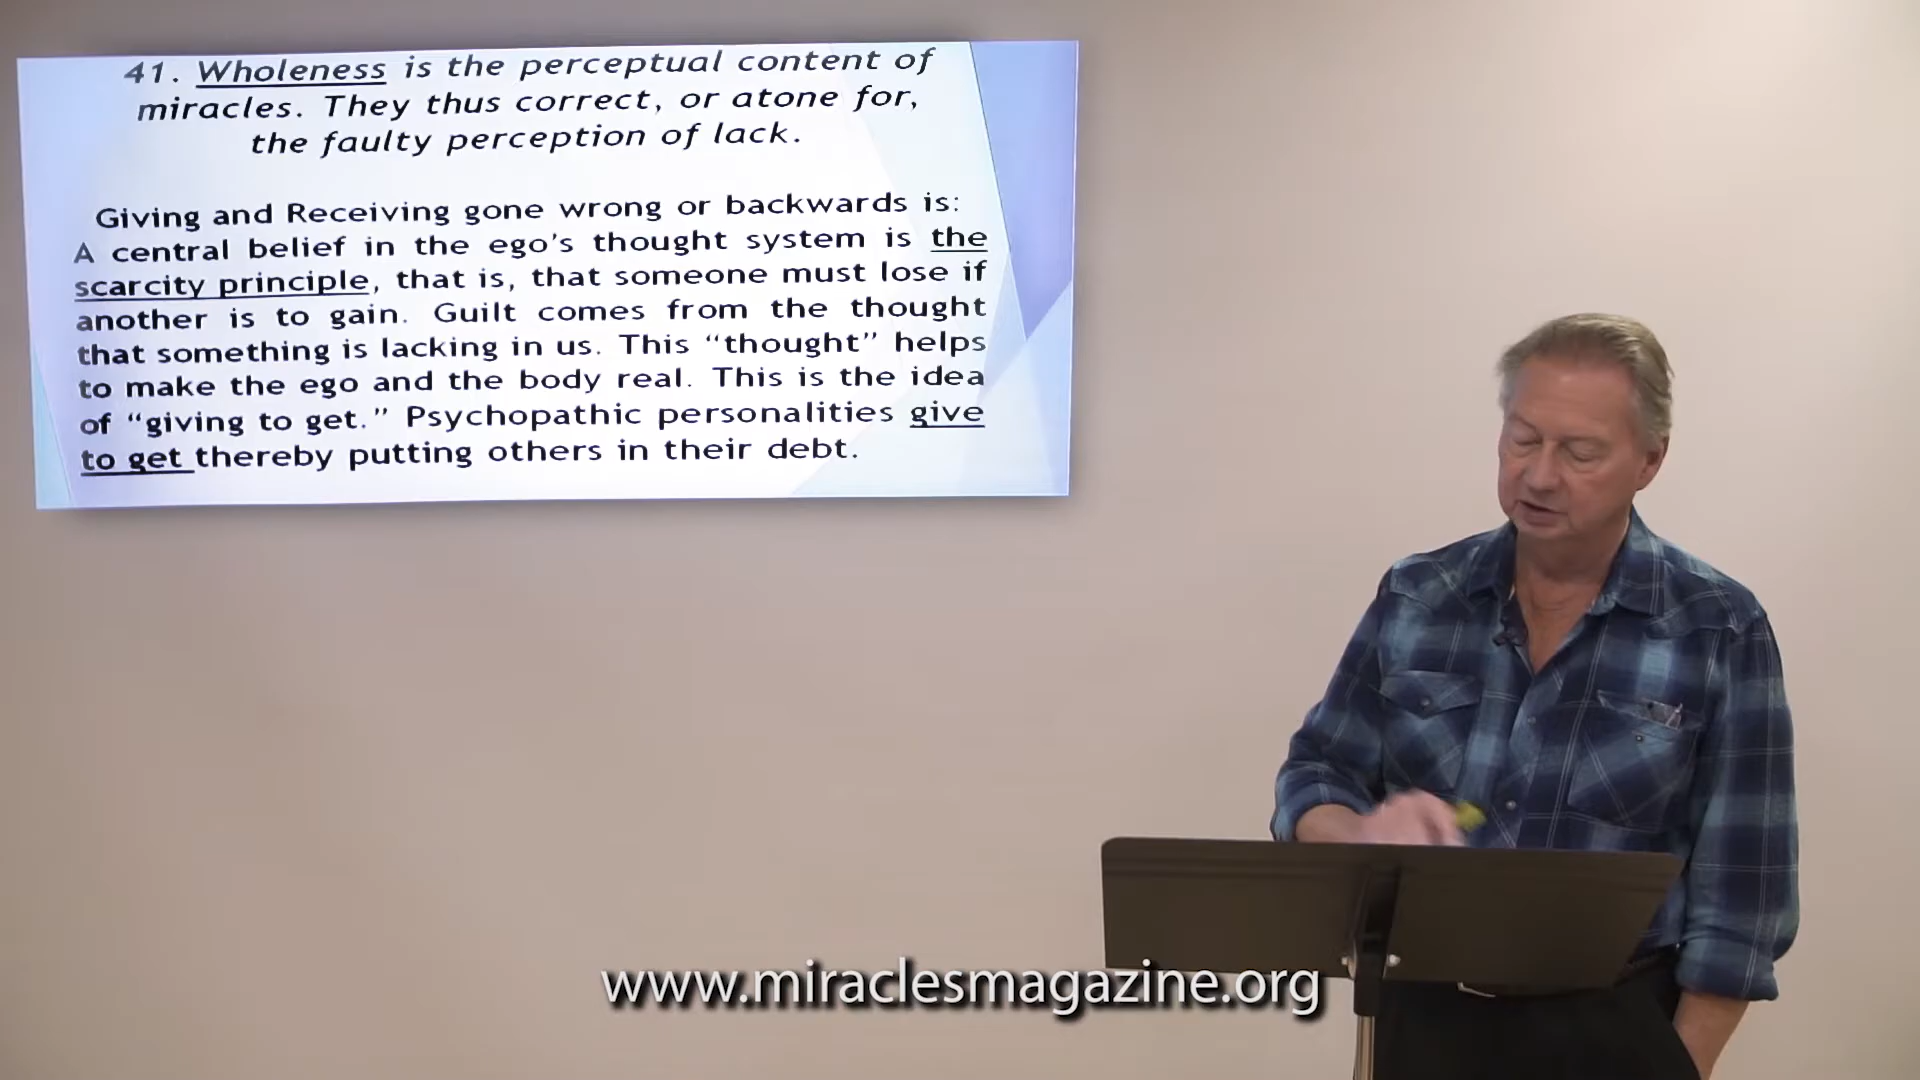 41. Wholeness is the perceptual content of
miracles. They thus correct, or atone for,
the faulty perception of lack.
Giving and Receiving gone wrong or backwards is:
A central belief in the ego's thought system is the
scarcity principle, that is, that someone must lose if
another is to gain. Guilt comes from the thought
that something is lacking in us. This “thought” helps
to make the ego and the body real. This is the idea
of “giving to get.” Psychopathic personalities give
to get thereby putting others in their debt.
www.miraclesmagazine.org